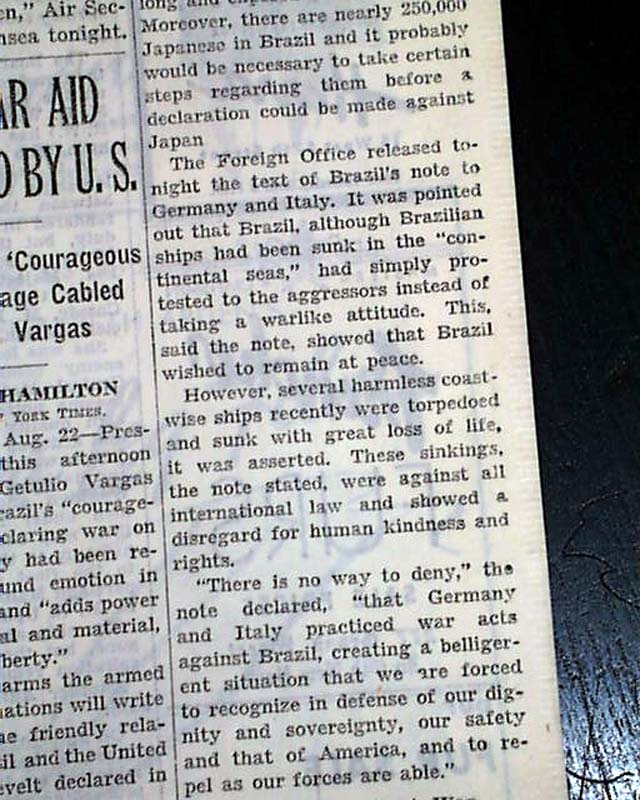 en," Air Sec-
nsea tonight.
AR AID
D BY U. S.
'Courageous
age Cabled
Vargas
HAMILTON
YORK TIMES.
Aug. 22—Pres-
this afternoon
Getulio Vargas
razil's "courage-
claring war on
y had been re-
und emotion in
and "adds power
al and material,
berty."
arms the armed
ations will write
ne friendly rela-
il and the United
evelt declared in
long and
Moreover, there are nearly 250,000
Japanese in Brazil and it probably
would be necessary to take certain
steps regarding them before a
declaration could be made against
Japan
The Foreign Office released to-
night the text of Brazil's note to
Germany and Italy. It was pointed
out that Brazil, although Brazilian
ships had been sunk in the "con-
tinental seas," had simply pro-
tested to the aggressors instead of
taking a warlike attitude. This,
said the note, showed that Brazil
wished to remain at peace.
However, several harmless coast-
wise ships recently were torpedoed
and sunk with great loss of life,
it was asserted. These sinkings,
the note stated, were against all
international law and showed a
disregard for human kindness and
rights.
"There is no way to deny," the
note declared, "that Germany
and Italy practiced war acts
against Brazil, creating a belliger-
ent situation that we are forced
to recognize in defense of our dig-
nity and sovereignty, our safety
and that of America, and to re-
pel as our forces are able."